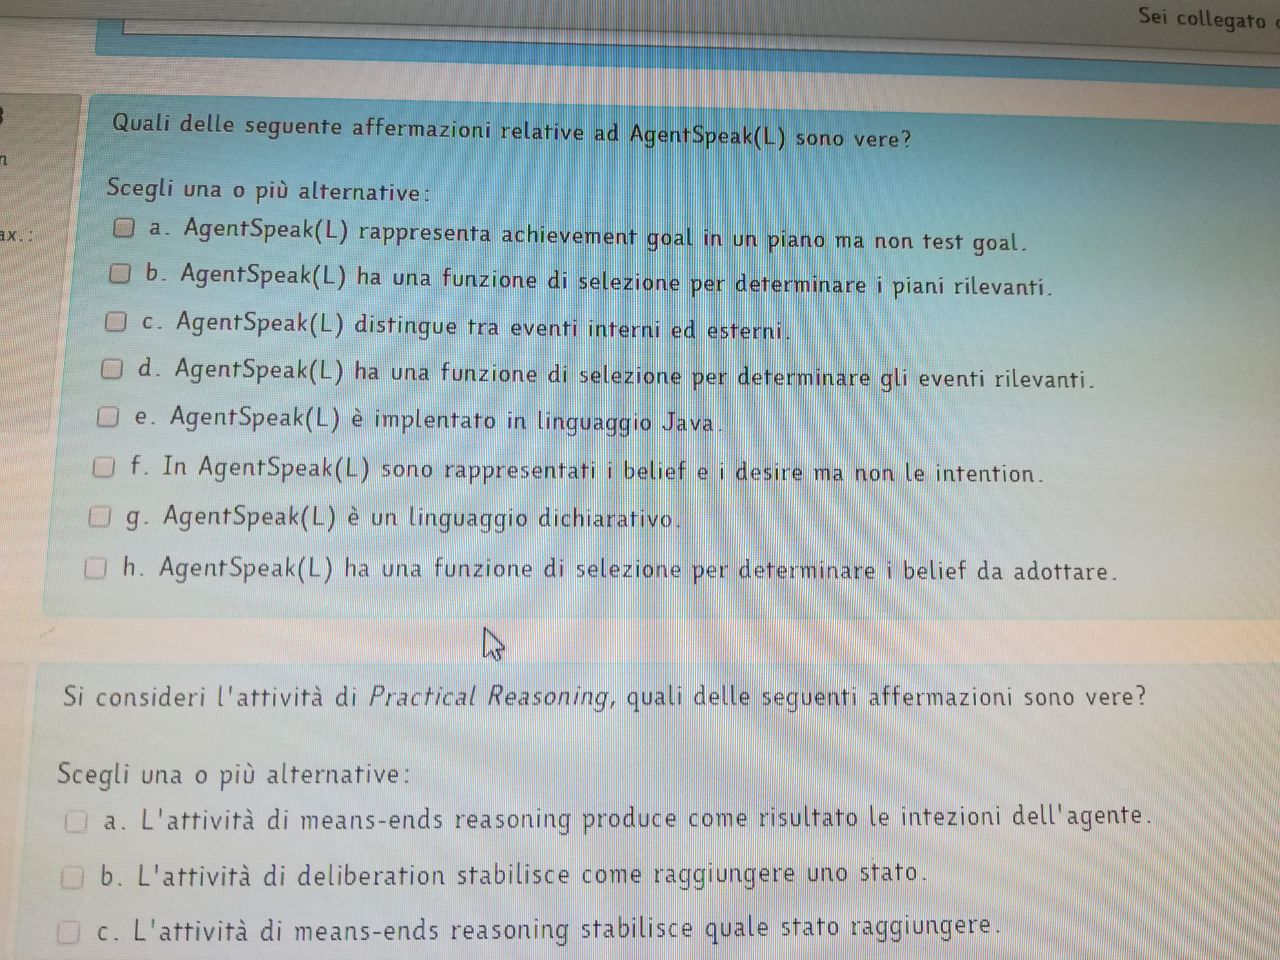 Sei collegato
Quali delle seguente affermazioni relative ad AgentSpeak(L) sono vere?
Scegli una o più alternative:
a. AgentSpeak(L) rappresenta achievement goal in un piano ma non test goal.
b. AgentSpeak(L) ha una funzione di selezione per determinare i piani rilevanti.
c. AgentSpeak(L) distingue tra eventi interni ed esterni.
d. AgentSpeak(L) ha una funzione di selezione per determinare gli eventi rilevanti.
e. AgentSpeak(L) è implentato in linguaggio Java.
f. In AgentSpeak(L) sono rappresentati i belief e i desire ma non le intention.
g. AgentSpeak(L) è un linguaggio dichiarativo.
h. AgentSpeak(L) ha una funzione di selezione per determinare i belief da adottare.
Si consideri l'attività di Practical Reasoning, quali delle seguenti affermazioni sono vere?
Scegli una o più alternative:
a. L'attività di means-ends reasoning produce come risultato le intezioni dell'agente.
b. L'attività di deliberation stabilisce come raggiungere uno stato.
c. L'attività di means-ends reasoning stabilisce quale stato raggiungere.